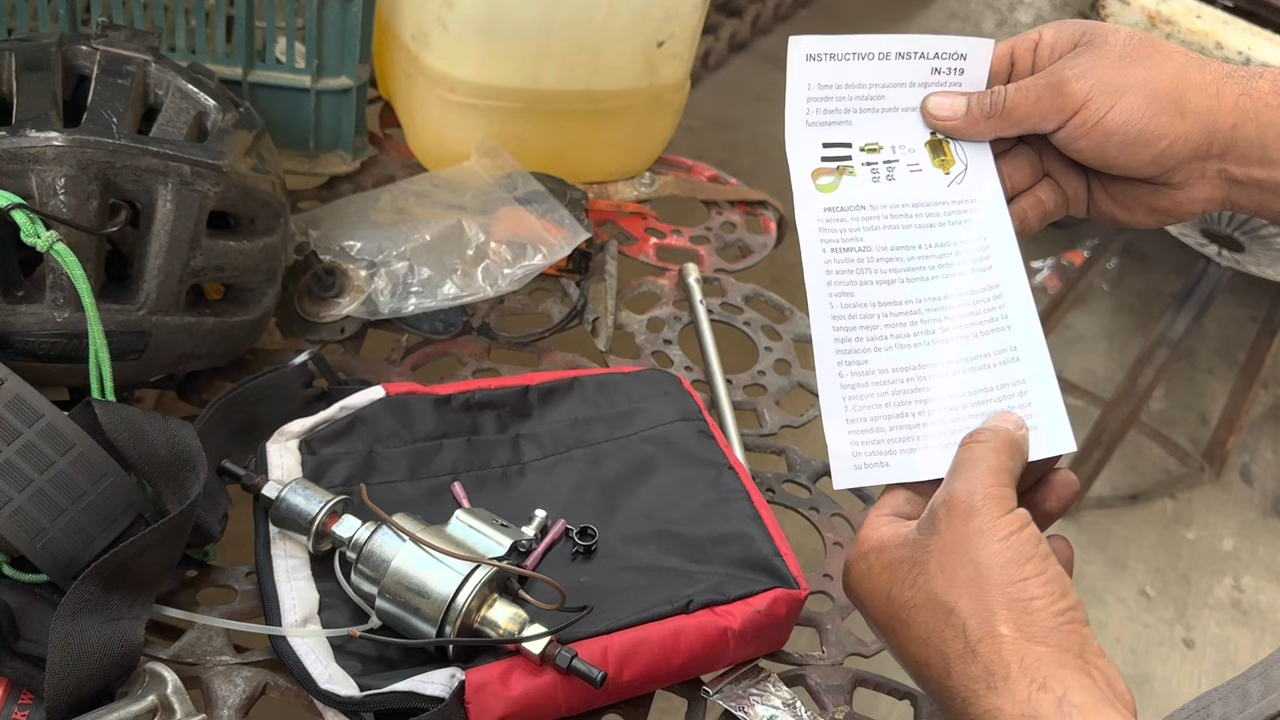 INSTRUCTIVO DE INSTALACIÓN
IN-319
1.- Tome las debidas precauciones de seguridad para
proceder con la instalación.
2.- El diseño de la bomba puede variar
funcionamiento.
PRECAUCIÓN: No se use en aplicaciones marinas
aéreas, no opere la bomba en seco, cambie
filtros ya que todas éstas son causas de falla en
nueva bomba.
4. REEMPLAZO: Use alambre # 14 AWG o
un fusible de 10 amperes, un interruptor de
de aceite OS75 o su equivalente se debe
el circuito para apagar la bomba en caso de choque
o volteo.
5.- Localice la bomba en la línea de combustible
lejos del calor y la humedad, mientras más cerca del
tanque mejor; monte de forma horizontal con el
niple de salida hacia arriba. Se recomienda la
instalación de un filtro en la línea entre la bomba y
el tanque.
6.- Instale los acopladores y mangueras con la
longitud necesaria en los de entrada y salida
y asegure con abrazaderas
7.- Conecte el cable negativo de la bomba con una
tierra apropiada y el al interruptor de
encendido; arranque el y de que
no existan escapes y
Un cableado
su bomba.
KW